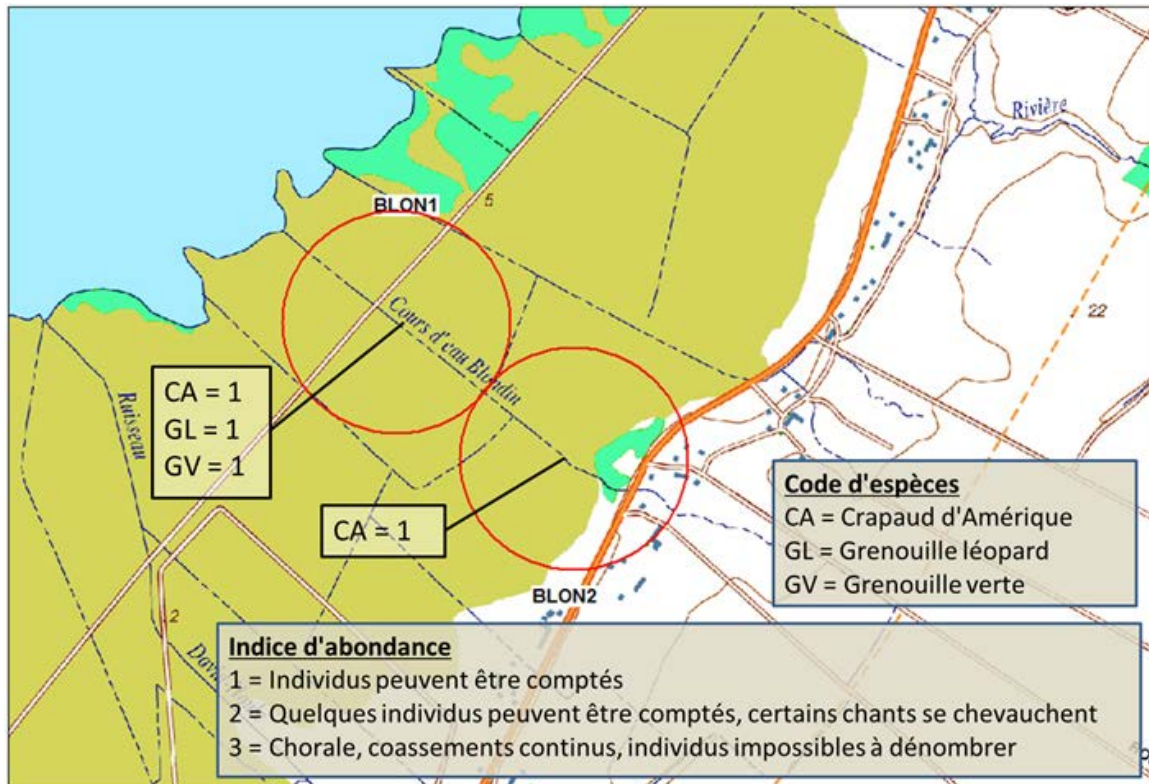 Rivière
BLON1
5
Cours d'eau Blondin
22
CA = 1
GL = 1
GV = 1
Ruisseau
CA = 1
Code d'espèces
CA = Crapaud d'Amérique
GL = Grenouille léopard
GV = Grenouille verte
BLON2
2
Indice d'abondance
1 = Individus peuvent être comptés
2 = Quelques individus peuvent être comptés, certains chants se chevauchent
3 = Chorale, coassements continus, individus impossibles à dénombrer